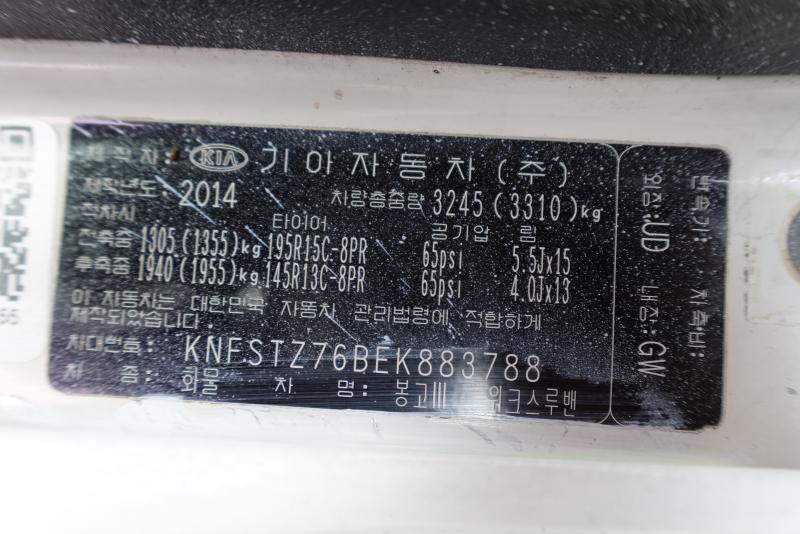 제작자: KIA 기아자동차(주)
제작년도: 2014 차량총중량 3245(3310)kg
적차시 타이어 공기압 림
전축중 1305(1355)kg 195R15C-8PR 65psi 5.5Jx15
후축중 1940(1955)kg 145R13C-8PR 65psi 4.0Jx13
이 자동차는 대한민국 자동차 관리법령에 적합하게
제작되었습니다.
차대번호: KNFSTZ76BEK883788
차 종: 화물 차 명: 봉고III 워크스루밴
외장:UD 내장:GW
변속기: 저축비:
55